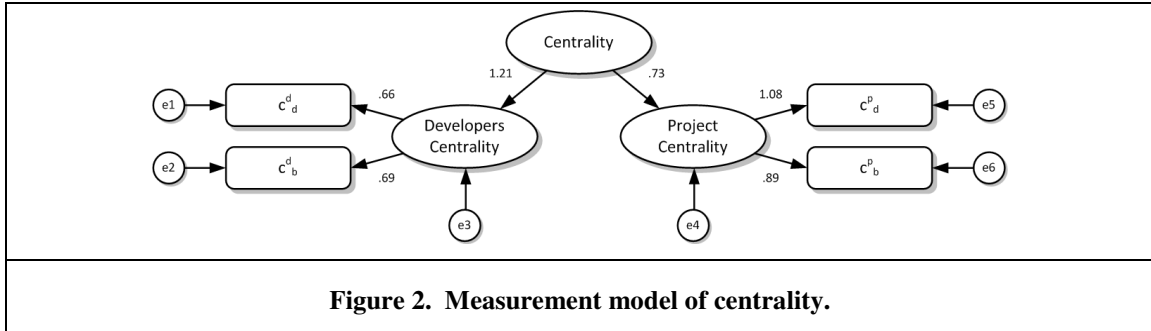 Centrality
1.21 .73
.66 1.08
e1 c^d_d c^p_d e5
Developers Centrality
Project Centrality
e2 c^d_b c^p_b e6
.69 .89
e3 e4
Figure 2. Measurement model of centrality.